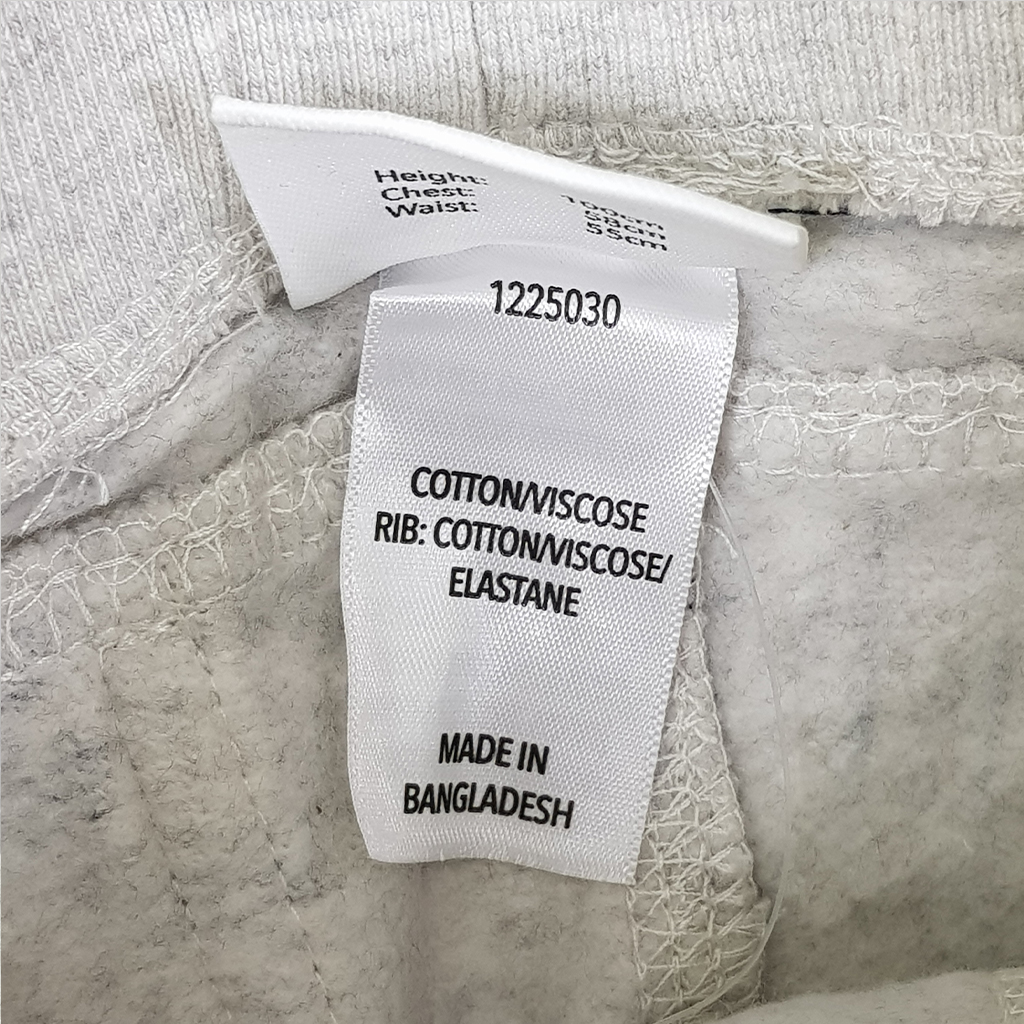 Height: 100cm
Chest: 58cm
Waist: 55cm
1225030
COTTON/VISCOSE
RIB: COTTON/VISCOSE/
ELASTANE
MADE IN
BANGLADESH